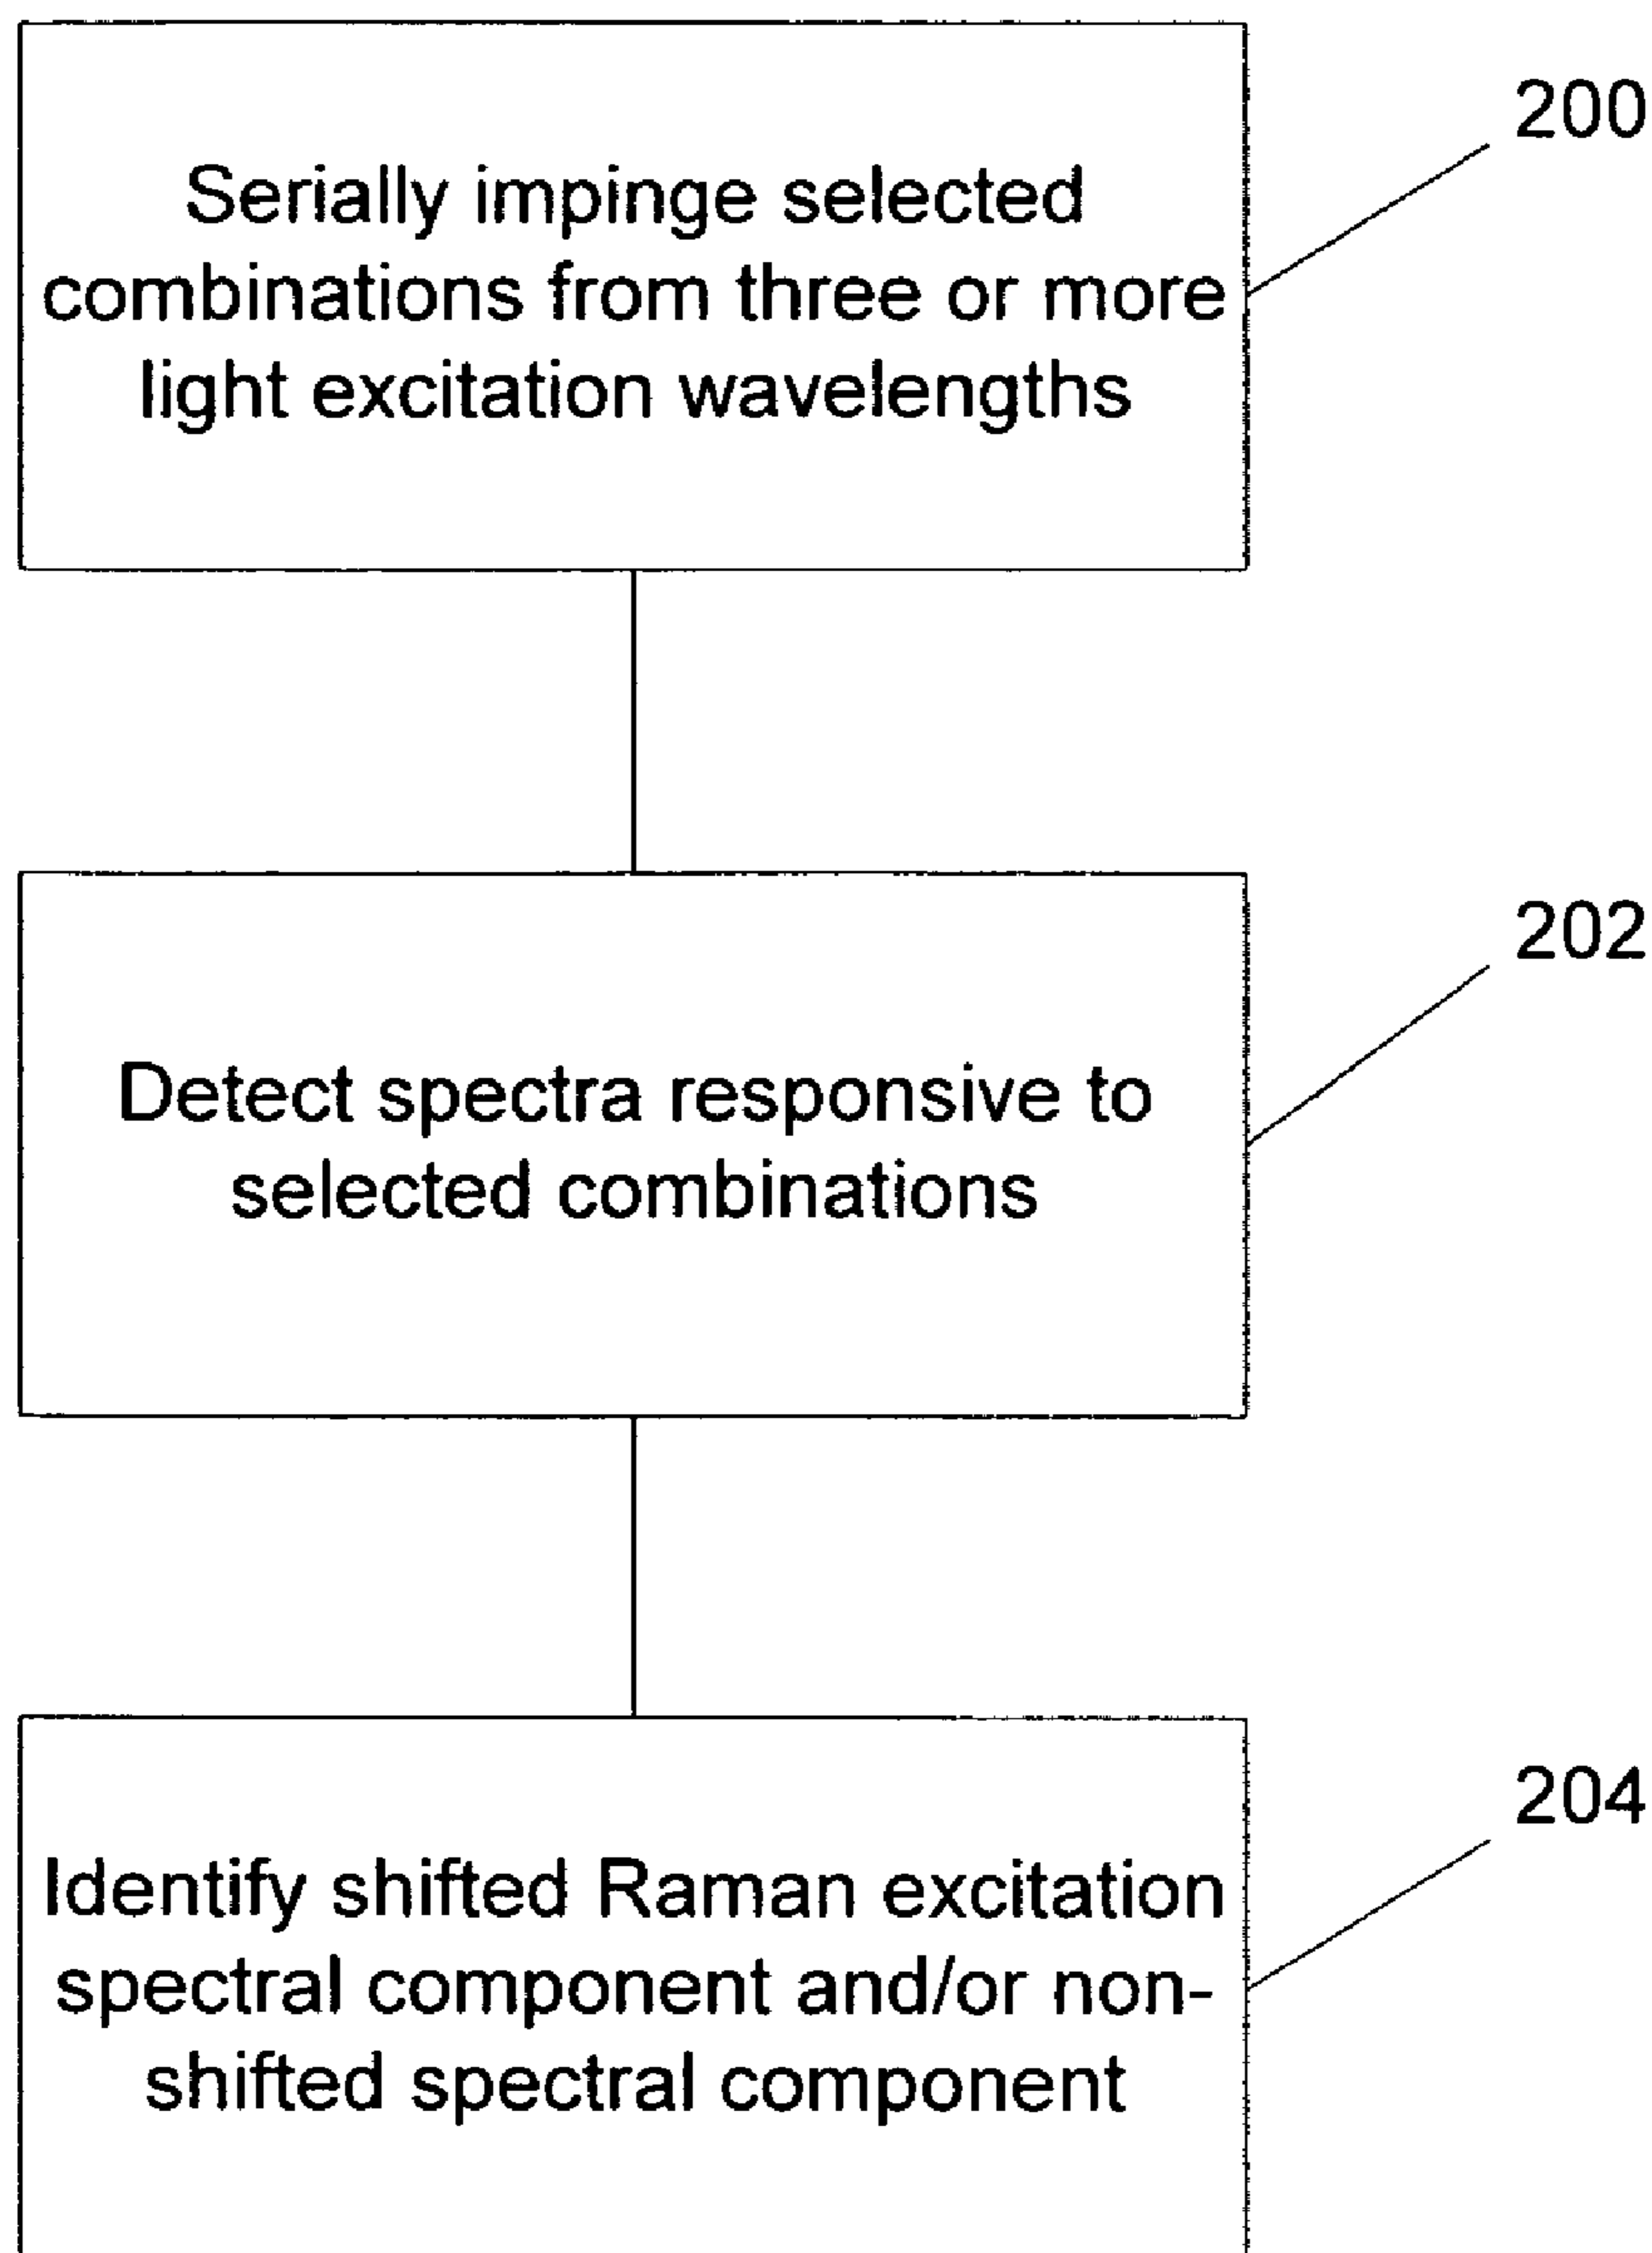 200
Serially impinge selected
combinations from three or more
light excitation wavelengths
202
Detect spectra responsive to
selected combinations
204
Identify shifted Raman excitation
spectral component and/or non-
shifted spectral component